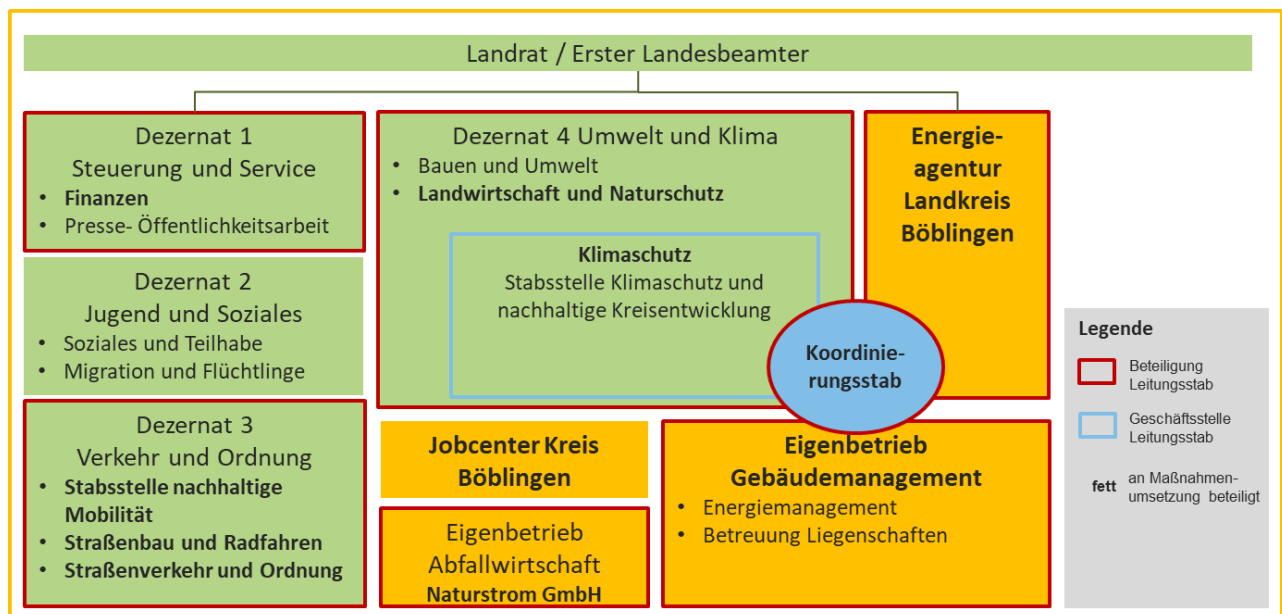 Landrat / Erster Landesbeamter
Dezernat 1
Steuerung und Service
• Finanzen
• Presse- Öffentlichkeitsarbeit
Dezernat 2
Jugend und Soziales
• Soziales und Teilhabe
• Migration und Flüchtlinge
Dezernat 3
Verkehr und Ordnung
• Stabsstelle nachhaltige
Mobilität
• Straßenbau und Radfahren
• Straßenverkehr und Ordnung
Dezernat 4 Umwelt und Klima
• Bauen und Umwelt
• Landwirtschaft und Naturschutz
Klimaschutz
Stabsstelle Klimaschutz und
nachhaltige Kreisentwicklung
Energie-
agentur
Landkreis
Böblingen
Koordinie-
rungsstab
Jobcenter Kreis
Böblingen
Eigenbetrieb
Abfallwirtschaft
Naturstrom GmbH
Eigenbetrieb
Gebäudemanagement
• Energiemanagement
• Betreuung Liegenschaften
Legende
Beteiligung
Leitungsstab
Geschäftsstelle
Leitungsstab
fett an Maßnahmen-
umsetzung beteiligt